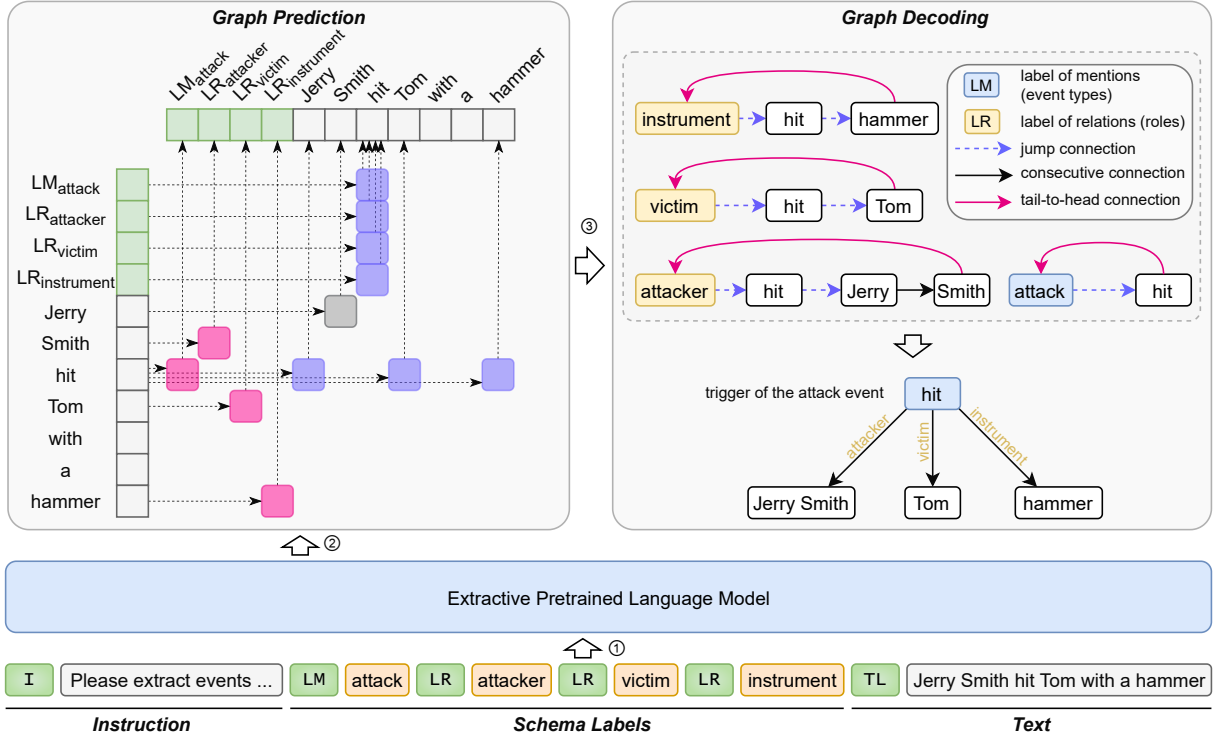 Graph Prediction
LMattack
LRattacker
LRvictim
LRinstrument
Jerry
Smith
hit
Tom
with
a
hammer
LMattack
LRattacker
LRvictim
LRinstrument
Jerry
Smith
hit
Tom
with
a
hammer
③
Graph Decoding
instrument hit hammer
victim hit Tom
attacker hit Jerry Smith
attack hit
LM label of mentions
(event types)
LR label of relations (roles)
jump connection
consecutive connection
tail-to-head connection
trigger of the attack event hit
attacker victim instrument
Jerry Smith Tom hammer
②
Extractive Pretrained Language Model
①
I Please extract events ... LM attack LR attacker LR victim LR instrument TL Jerry Smith hit Tom with a hammer
Instruction Schema Labels Text